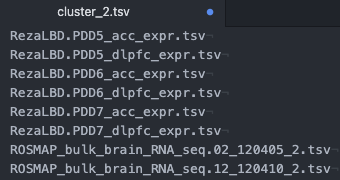 cluster_2.tsv
RezaLBD.PDD5_acc_expr.tsv
RezaLBD.PDD5_dlpfc_expr.tsv
RezaLBD.PDD6_acc_expr.tsv
RezaLBD.PDD6_dlpfc_expr.tsv
RezaLBD.PDD7_acc_expr.tsv
RezaLBD.PDD7_dlpfc_expr.tsv
ROSMAP_bulk_brain_RNA_seq.02_120405_2.tsv
ROSMAP_bulk_brain_RNA_seq.12_120410_2.tsv